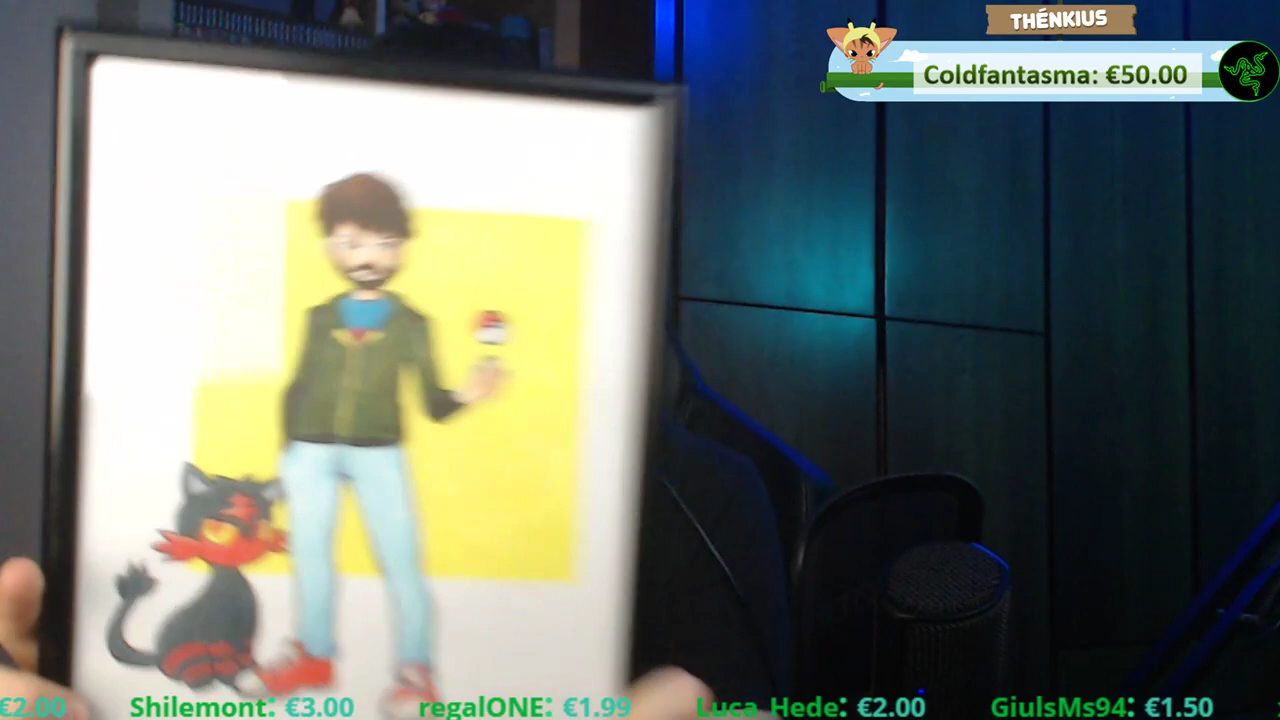 THÉNKIUS
Coldfantasma: €50.00
€2.00 Shilemont: €3.00 regalONE: €1.99 Luca_Hede: €2.00 GiulsMs94: €1.50